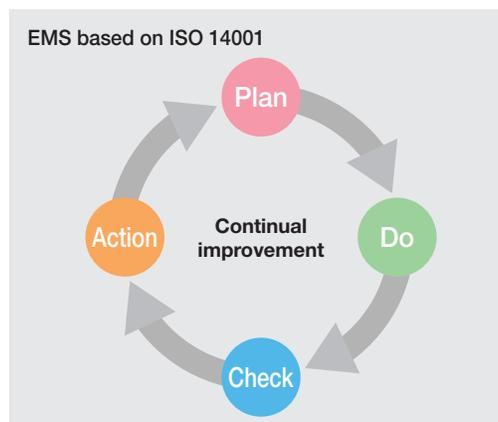 EMS based on ISO 14001
Plan
Do
Check
Action
Continual
improvement